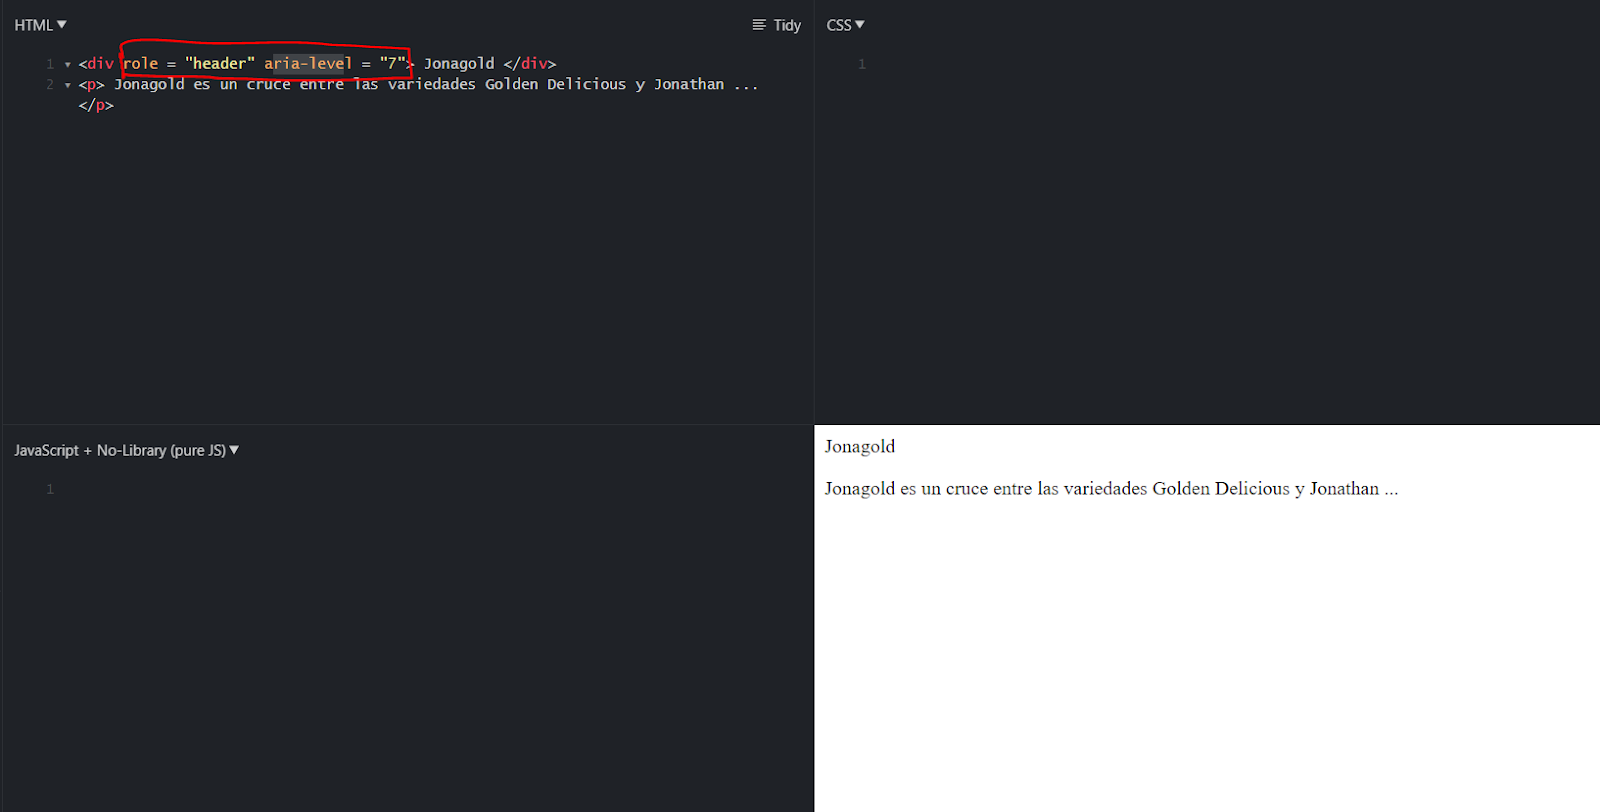 HTML▼
Tidy
1 ▾ <div role = "header" aria-level = "7"> Jonagold </div>
2 ▾ <p> Jonagold es un cruce entre las variedades Golden Delicious y Jonathan ...
</p>
CSS▼
1
JavaScript + No-Library (pure JS)▼
1
Jonagold
Jonagold es un cruce entre las variedades Golden Delicious y Jonathan ...